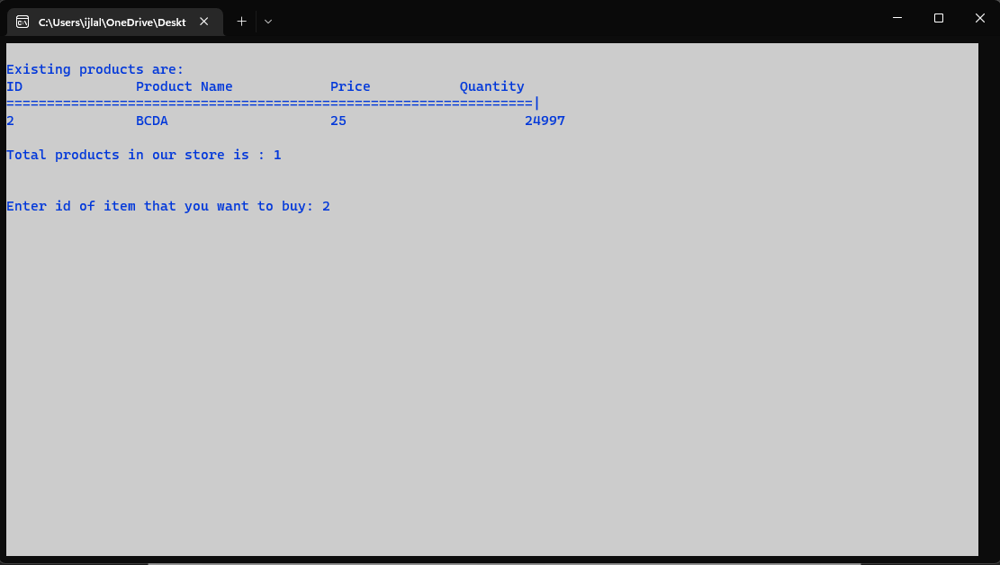 C:\Users\ijlal\OneDrive\Deskt
Existing products are:
ID Product Name Price Quantity
=================================================================|
2 BCDA 25 24997
Total products in our store is : 1
Enter id of item that you want to buy: 2